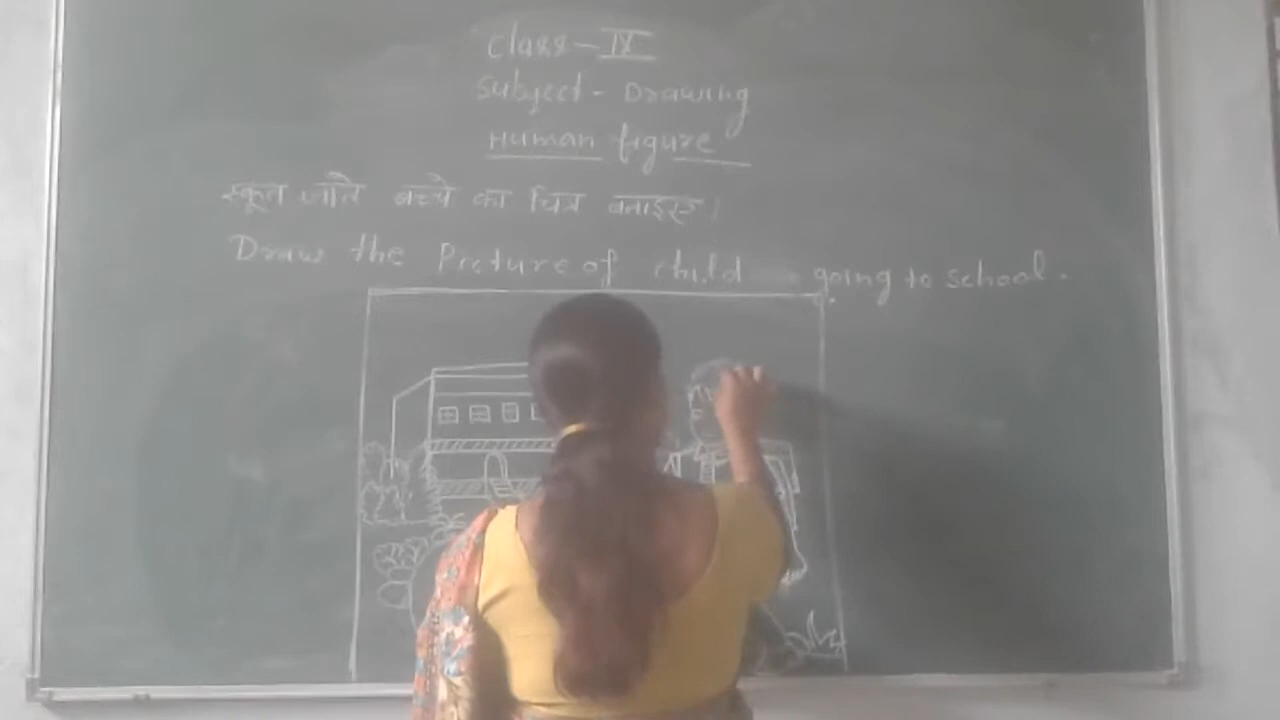 Class - IX
Subject - Drawing
Human figure
स्कूल जाते बच्चे का चित्र बनाइए।
Draw the Picture of child going to school.